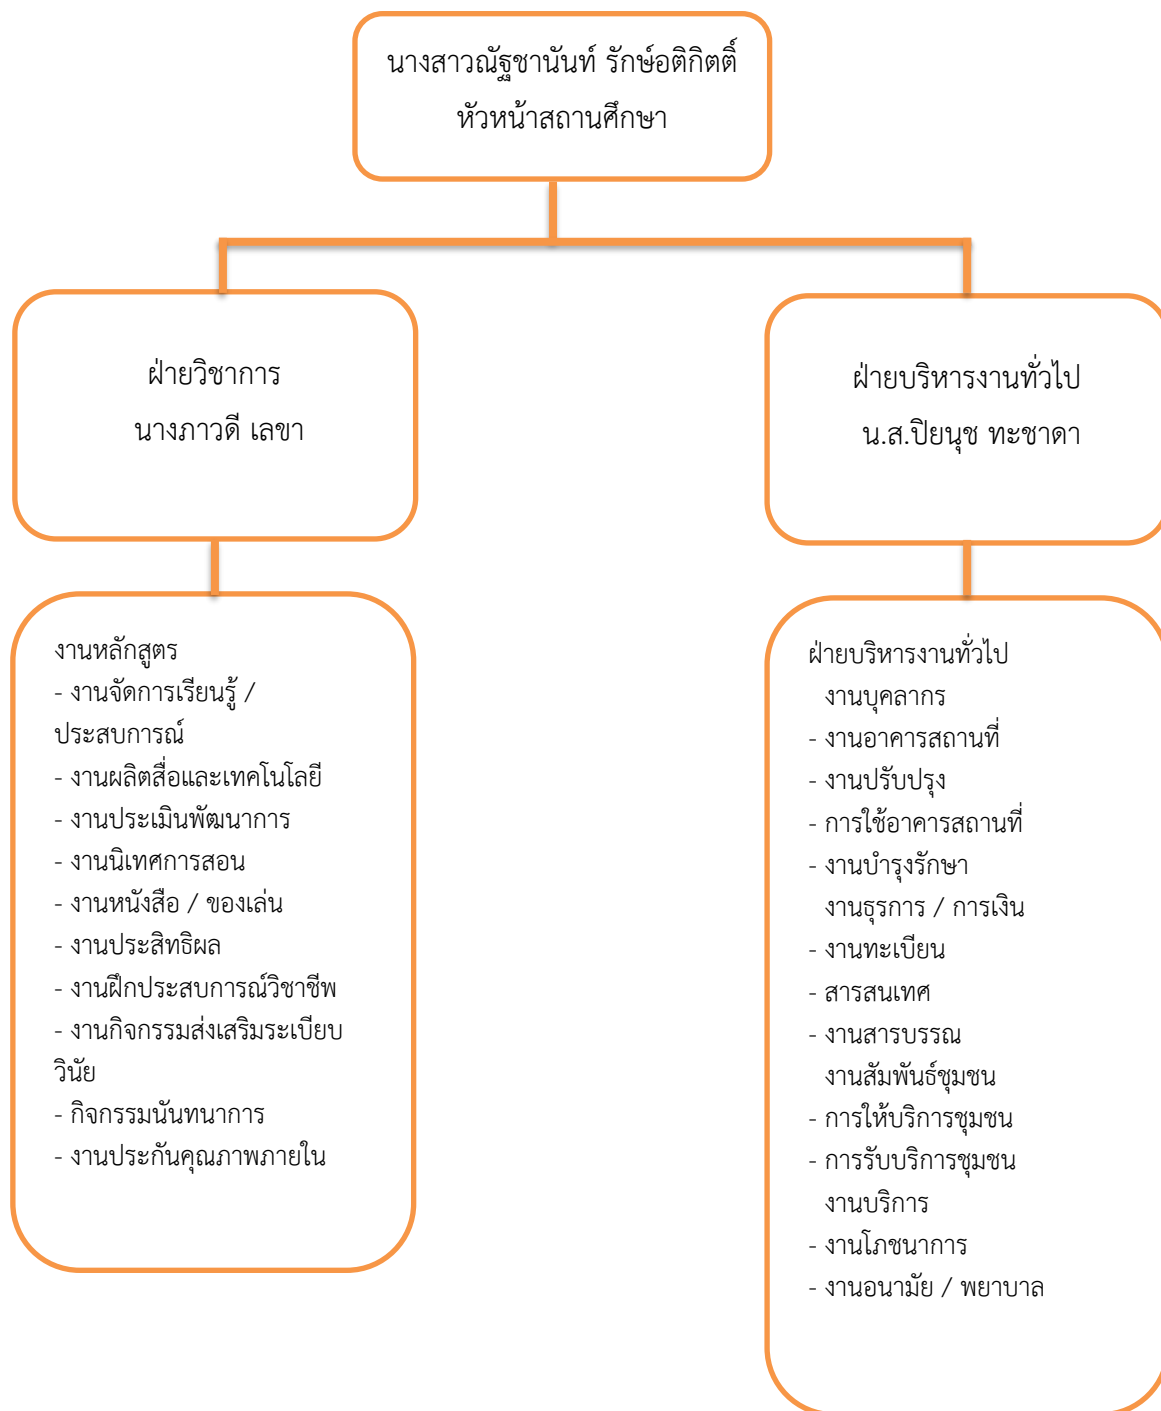 นางสาวณัฐชานันท์ รักษ์อติกิตติ์
หัวหน้าสถานศึกษา
ฝ่ายวิชาการ
นางภาวดี เลขา
ฝ่ายบริหารงานทั่วไป
น.ส.ปิยนุช ทะชาดา
งานหลักสูตร
- งานจัดการเรียนรู้ /
ประสบการณ์
- งานผลิตสื่อและเทคโนโลยี
- งานประเมินพัฒนาการ
- งานนิเทศการสอน
- งานหนังสือ / ของเล่น
- งานประสิทธิผล
- งานฝึกประสบการณ์วิชาชีพ
- งานกิจกรรมส่งเสริมระเบียบ
วินัย
- กิจกรรมนันทนาการ
- งานประกันคุณภาพภายใน
ฝ่ายบริหารงานทั่วไป
งานบุคลากร
- งานอาคารสถานที่
- งานปรับปรุง
- การใช้อาคารสถานที่
- งานบำรุงรักษา
งานธุรการ / การเงิน
- งานทะเบียน
- สารสนเทศ
- งานสารบรรณ
งานสัมพันธ์ชุมชน
- การให้บริการชุมชน
- การรับบริการชุมชน
งานบริการ
- งานโภชนาการ
- งานอนามัย / พยาบาล